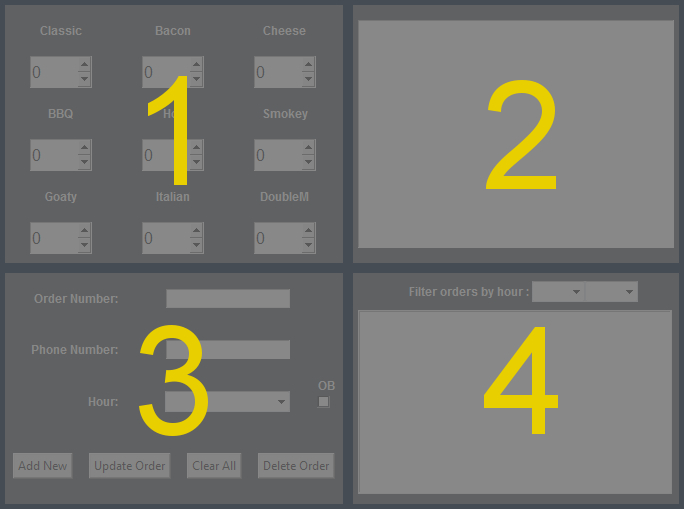 Classic Bacon Cheese
0 0 0
BBQ Smokey
0 0 0
Goaty Italian DoubleM
0 0 0
1
2
Order Number:
Phone Number:
OB
Hour:
Add New Update Order Clear All Delete Order
3
Filter orders by hour :
4